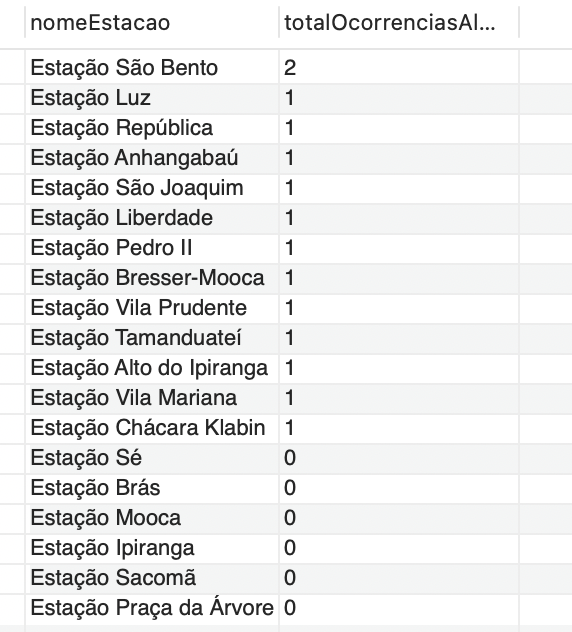 nomeEstacao totalOcorrenciasAl...
Estação São Bento 2
Estação Luz 1
Estação República 1
Estação Anhangabaú 1
Estação São Joaquim 1
Estação Liberdade 1
Estação Pedro II 1
Estação Bresser-Mooca 1
Estação Vila Prudente 1
Estação Tamanduateí 1
Estação Alto do Ipiranga 1
Estação Vila Mariana 1
Estação Chácara Klabin 1
Estação Sé 0
Estação Brás 0
Estação Mooca 0
Estação Ipiranga 0
Estação Sacomã 0
Estação Praça da Árvore 0